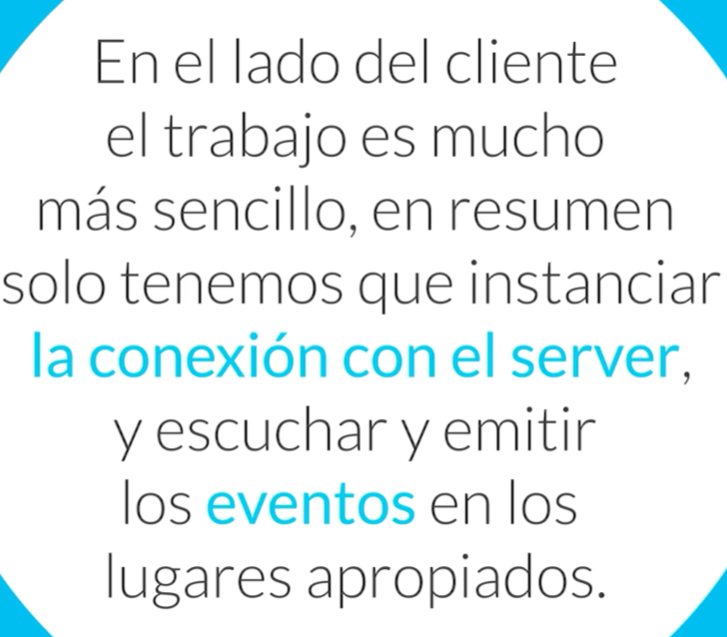 En el lado del cliente
el trabajo es mucho
más sencillo, en resumen
solo tenemos que instanciar
la conexión con el server,
y escuchar y emitir
los eventos en los
lugares apropiados.